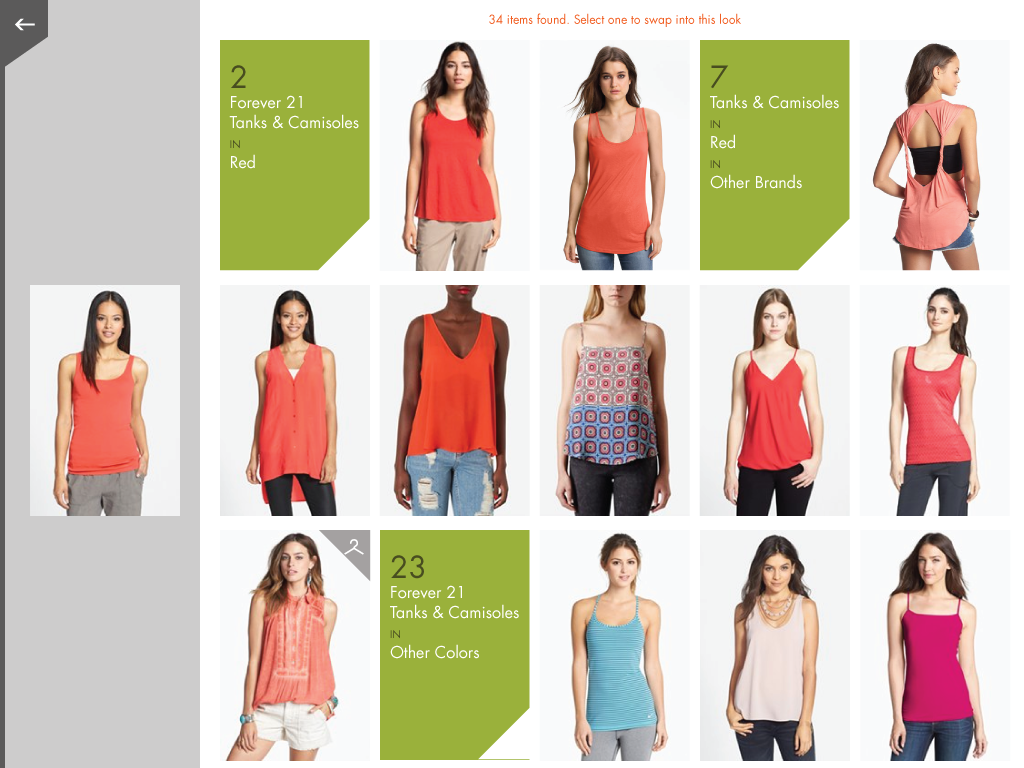 34 items found. Select one to swap into this look
2
Forever 21
Tanks & Camisoles
IN
Red
7
Tanks & Camisoles
IN
Red
IN
Other Brands
23
Forever 21
Tanks & Camisoles
IN
Other Colors